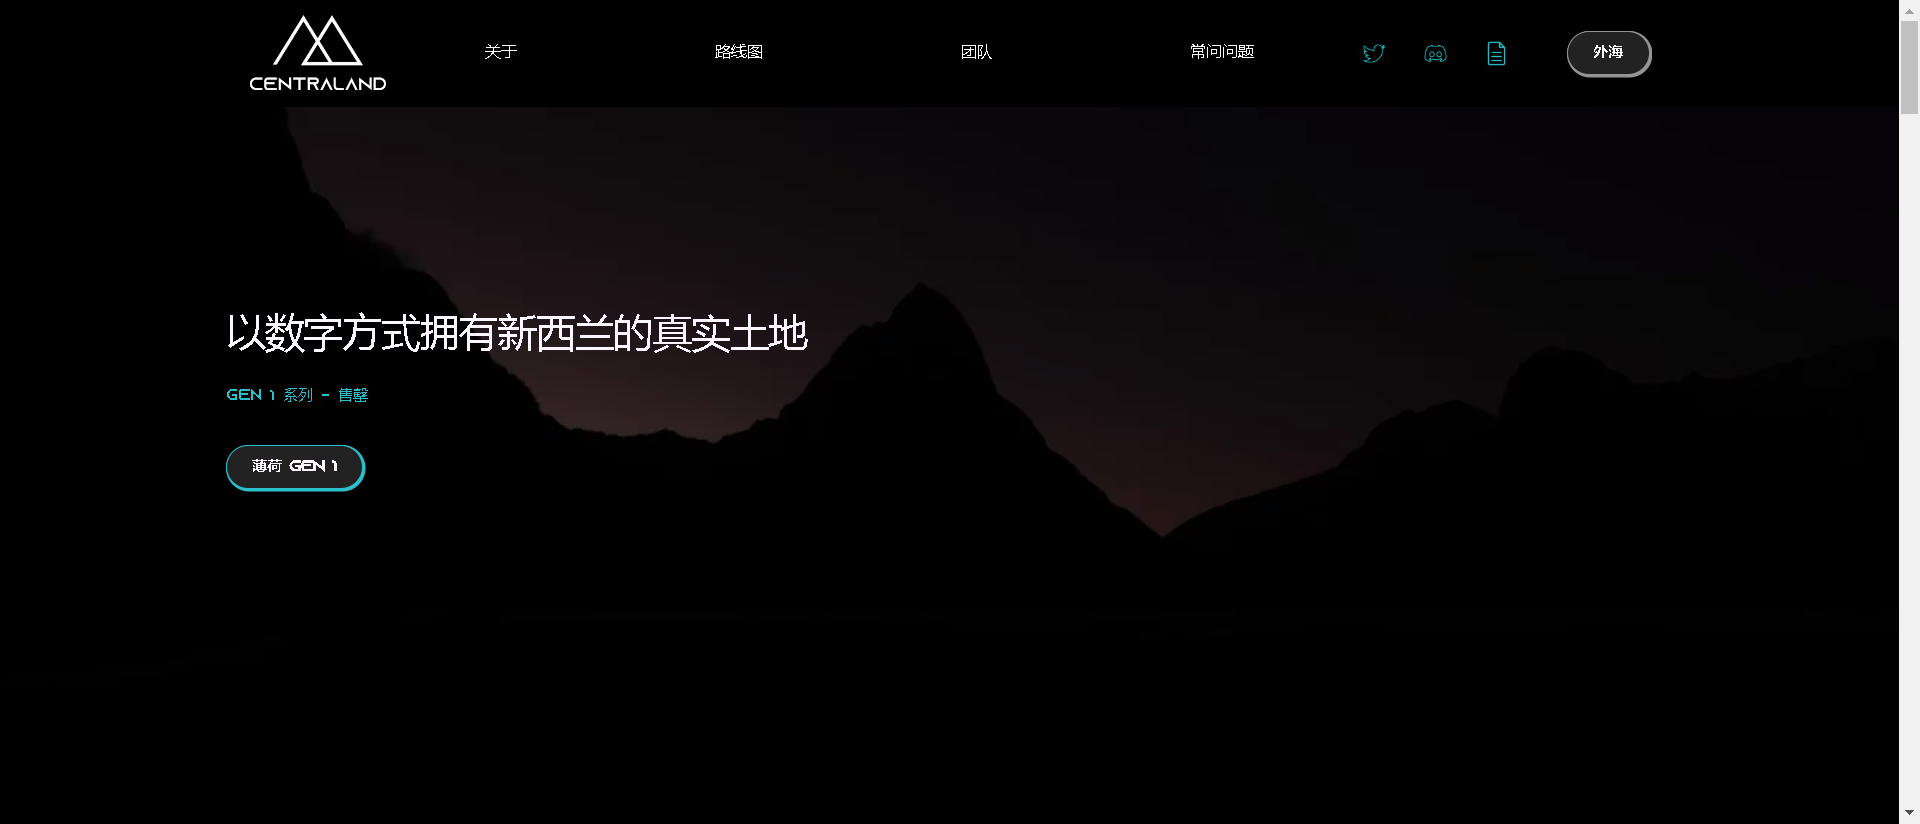 CENTRALAND
关于
路线图
团队
常问问题
外海
以数字方式拥有新西兰的真实土地
GEN 1 系列 - 售罄
薄荷 GEN 1